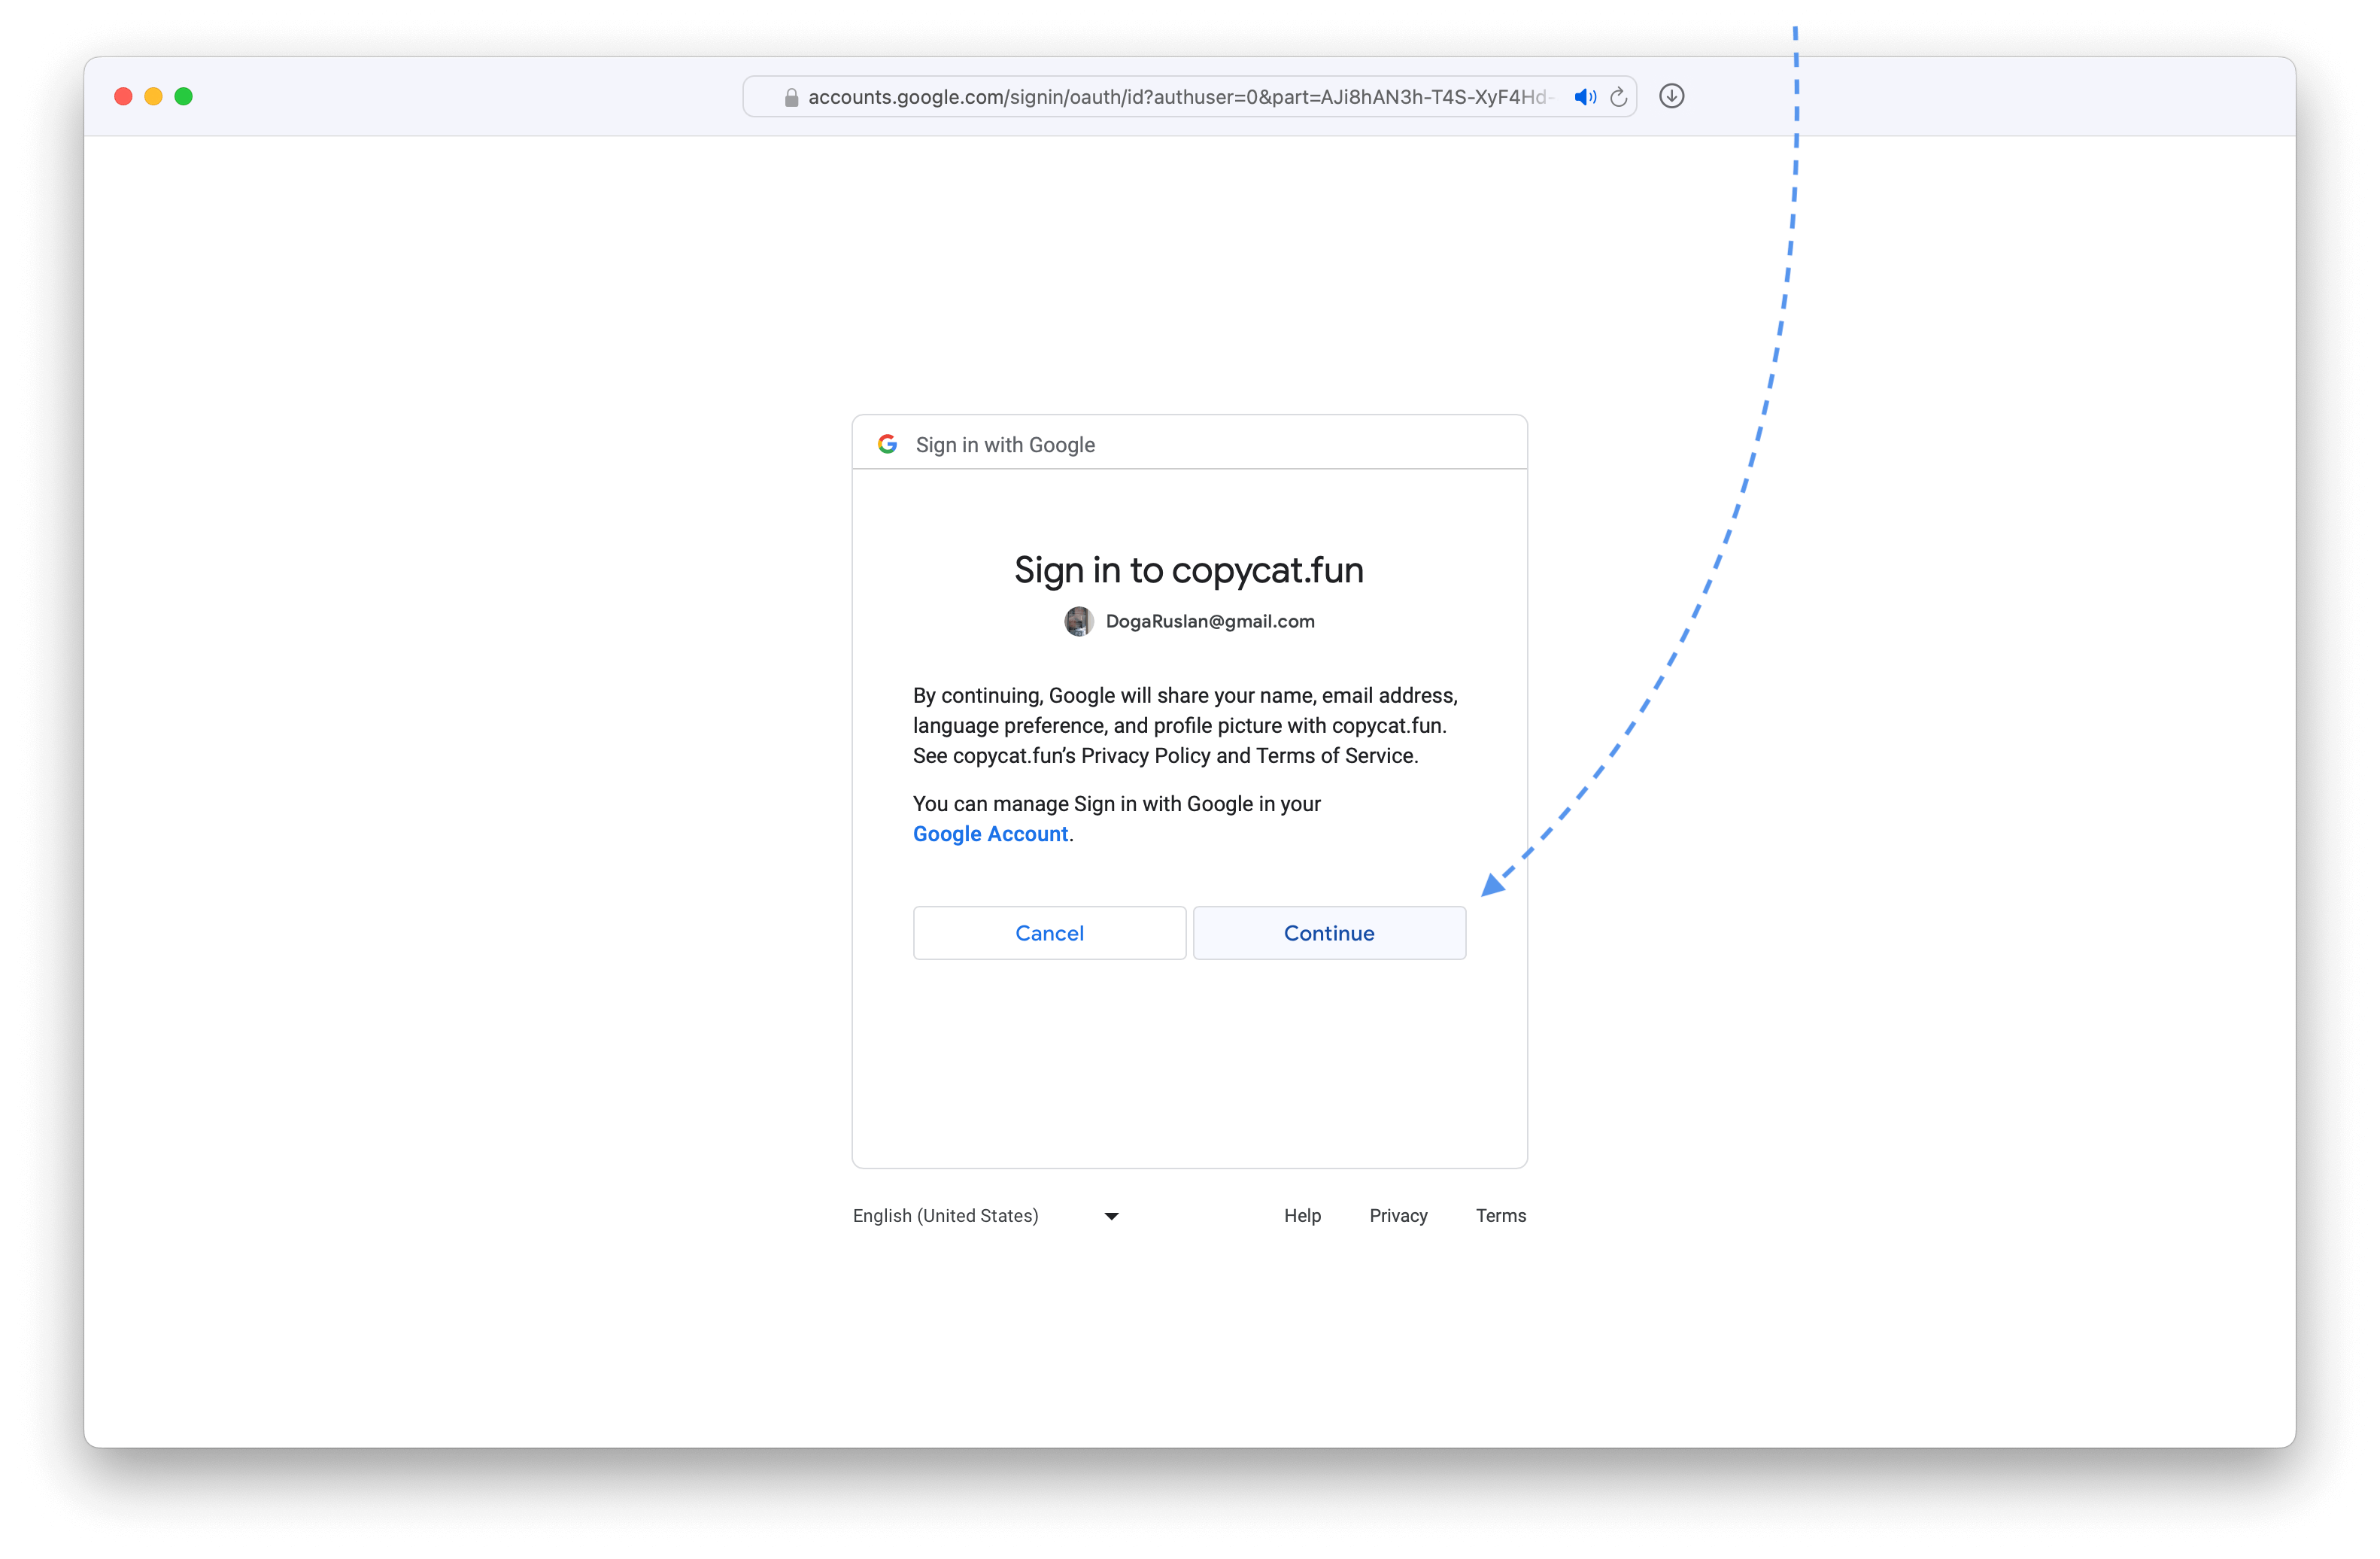 accounts.google.com/signin/oauth/id?authuser=0&part=AJi8hAN3h-T4S-XyF4Hd-
Sign in with Google
Sign in to copycat.fun
DogaRuslan@gmail.com
By continuing, Google will share your name, email address,
language preference, and profile picture with copycat.fun.
See copycat.fun’s Privacy Policy and Terms of Service.
You can manage Sign in with Google in your
Google Account.
Cancel Continue
English (United States) Help Privacy Terms